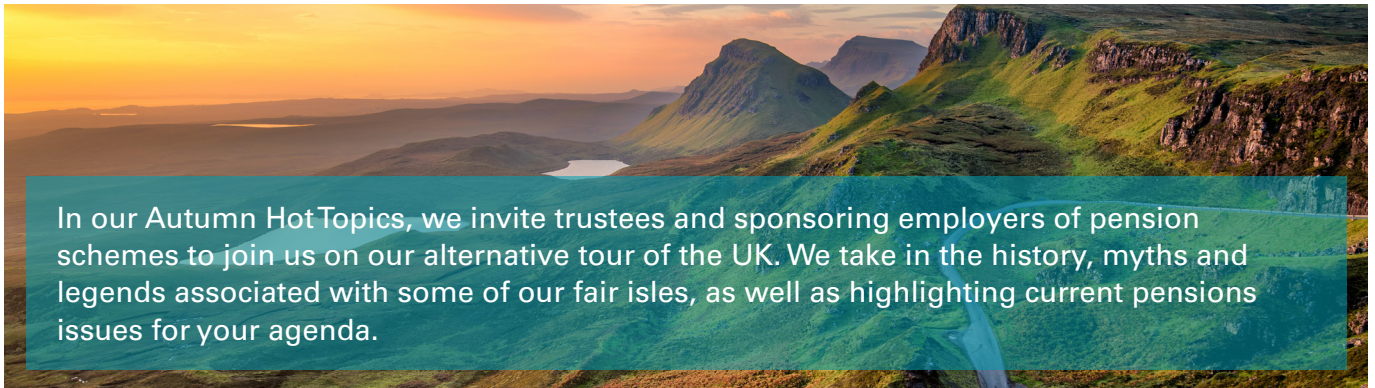 In our Autumn Hot Topics, we invite trustees and sponsoring employers of pension
schemes to join us on our alternative tour of the UK. We take in the history, myths and
legends associated with some of our fair isles, as well as highlighting current pensions
issues for your agenda.